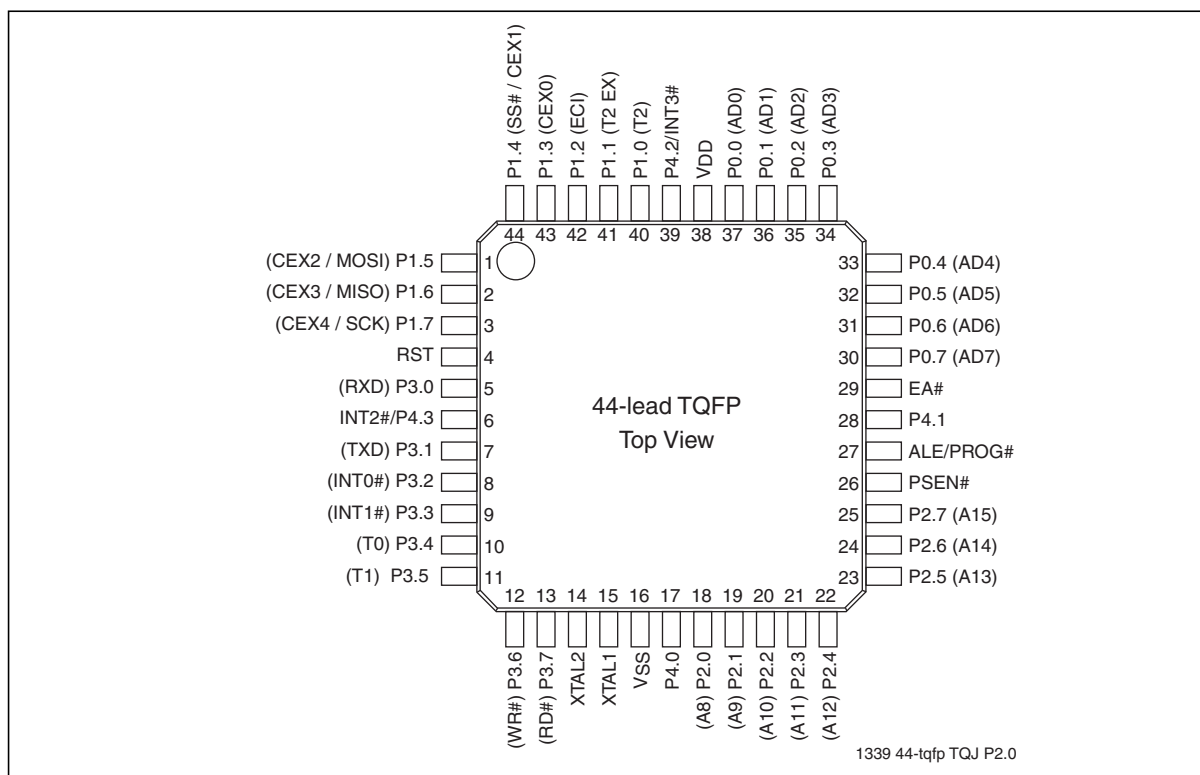 P1.4 (SS# / CEX1)
P1.3 (CEX0)
P1.2 (ECI)
P1.1 (T2 EX)
P1.0 (T2)
P4.2/INT3#
VDD
P0.0 (AD0)
P0.1 (AD1)
P0.2 (AD2)
P0.3 (AD3)
44 43 42 41 40 39 38 37 36 35 34
(CEX2 / MOSI) P1.5 1
(CEX3 / MISO) P1.6 2
(CEX4 / SCK) P1.7 3
RST 4
(RXD) P3.0 5
INT2#/P4.3 6
(TXD) P3.1 7
(INT0#) P3.2 8
(INT1#) P3.3 9
(T0) P3.4 10
(T1) P3.5 11
44-lead TQFP
Top View
33 P0.4 (AD4)
32 P0.5 (AD5)
31 P0.6 (AD6)
30 P0.7 (AD7)
29 EA#
28 P4.1
27 ALE/PROG#
26 PSEN#
25 P2.7 (A15)
24 P2.6 (A14)
23 P2.5 (A13)
12 13 14 15 16 17 18 19 20 21 22
(WR#) P3.6
(RD#) P3.7
XTAL2
XTAL1
VSS
P4.0
(A8) P2.0
(A9) P2.1
(A10) P2.2
(A11) P2.3
(A12) P2.4
1339 44-tqfp TQJ P2.0